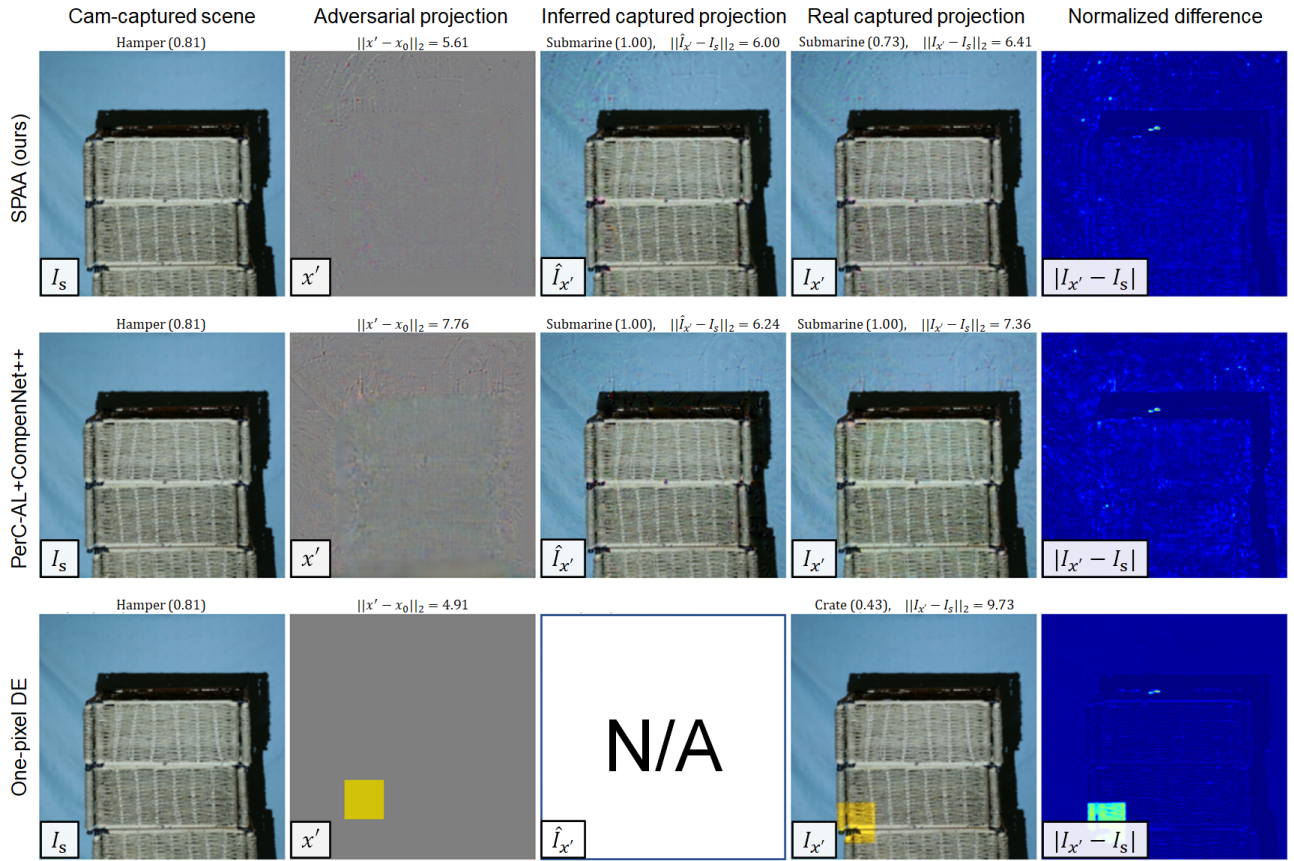 Cam-captured scene Adversarial projection Inferred captured projection Real captured projection Normalized difference
Hamper (0.81) ||x′ − x₀||₂ = 5.61 Submarine (1.00), ||Îₓ′ − Iₛ||₂ = 6.00 Submarine (0.73), ||Iₓ′ − Iₛ||₂ = 6.41
SPAA (ours)
Iₛ x′ Îₓ′ Iₓ′ |Iₓ′ − Iₛ|
Hamper (0.81) ||x′ − x₀||₂ = 7.76 Submarine (1.00), ||Îₓ′ − Iₛ||₂ = 6.24 Submarine (1.00), ||Iₓ′ − Iₛ||₂ = 7.36
PerC-AL+CompenNet++
Iₛ x′ Îₓ′ Iₓ′ |Iₓ′ − Iₛ|
Hamper (0.81) ||x′ − x₀||₂ = 4.91 Crate (0.43), ||Iₓ′ − Iₛ||₂ = 9.73
One-pixel DE
N/A
Iₛ x′ Îₓ′ Iₓ′ |Iₓ′ − Iₛ|